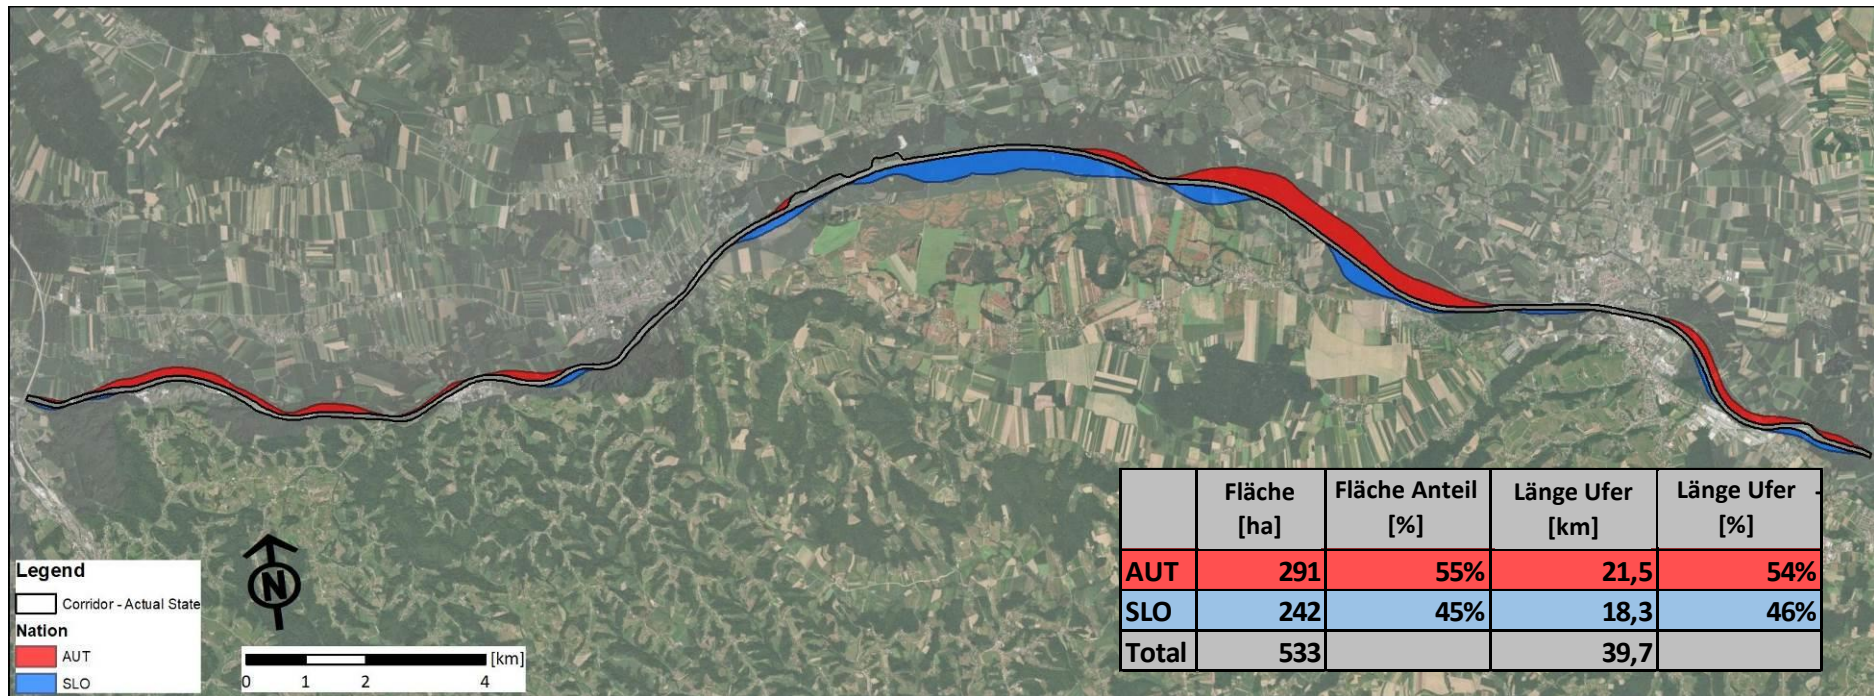 Fläche Fläche Anteil Länge Ufer Länge Ufer -
[ha] [%] [km] [%]
AUT 291 55% 21,5 54%
SLO 242 45% 18,3 46%
Total 533 39,7
Legend
Corridor - Actual State
Nation
AUT
SLO
N
[km]
0 1 2 4